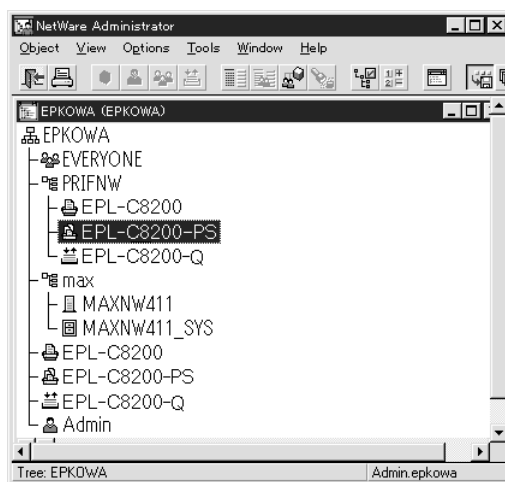 NetWare Administrator
Object View Options Tools Window Help
EPKOWA (EPKOWA)
EPKOWA
EVERYONE
PRIFNW
EPL-C8200
EPL-C8200-PS
EPL-C8200-Q
max
MAXNW411
MAXNW411_SYS
EPL-C8200
EPL-C8200-PS
EPL-C8200-Q
Admin
Tree: EPKOWA Admin.epkowa